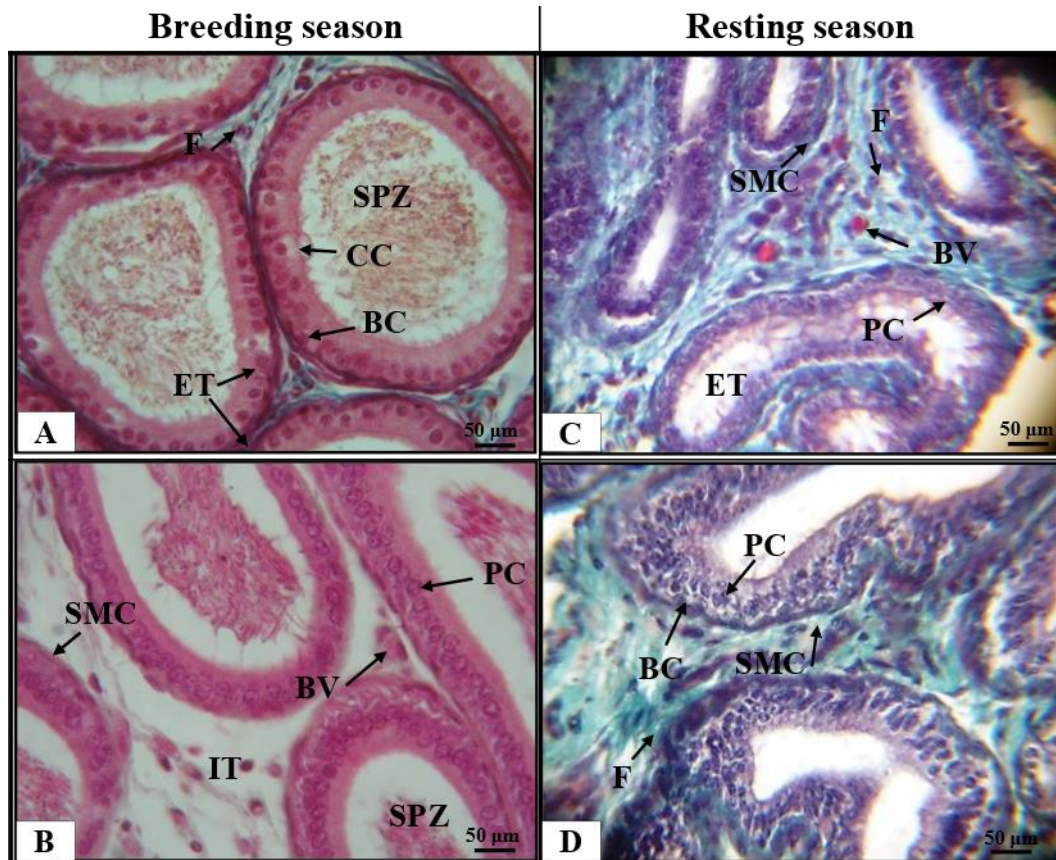 Breeding season
Resting season
F
SPZ
CC
BC
ET
A
50 µm
F
SMC
BV
PC
ET
C
50 µm
PC
SMC
BV
IT
SPZ
B
50 µm
PC
BC
SMC
F
D
50 µm